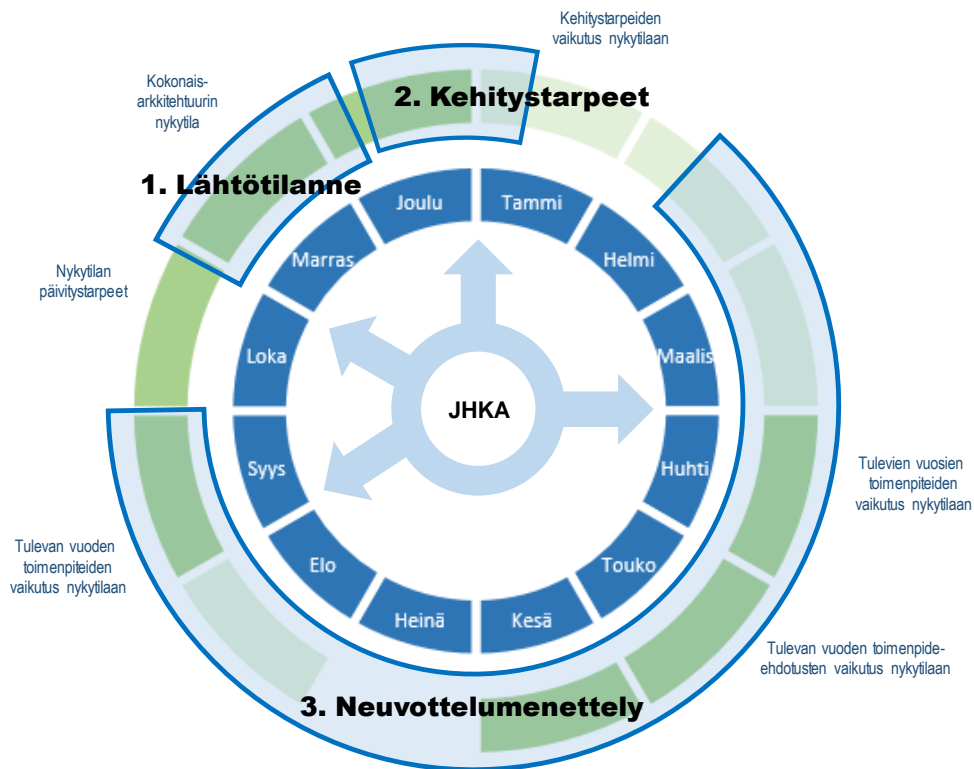 Kehitystarpeiden
vaikutus nykytilaan
Kokonais-
arkkitehtuurin
nykytila
2. Kehitystarpeet
1. Lähtötilanne
Joulu
Tammi
Marras
Helmi
Nykytilan
päivitystarpeet
Loka
Maalis
JHKA
Syys
Huhti
Tulevien vuosien
toimenpiteiden
vaikutus nykytilaan
Tulevan vuoden
toimenpiteiden
vaikutus nykytilaan
Elo
Touko
Heinä
Kesä
Tulevan vuoden toimenpide-
ehdotusten vaikutus nykytilaan
3. Neuvottelumenettely